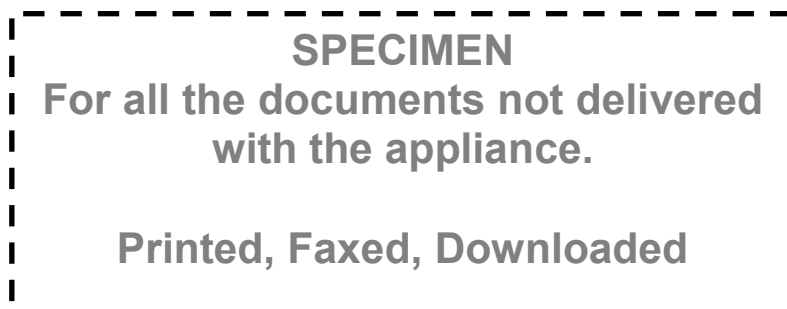 SPECIMEN
For all the documents not delivered
with the appliance.
Printed, Faxed, Downloaded